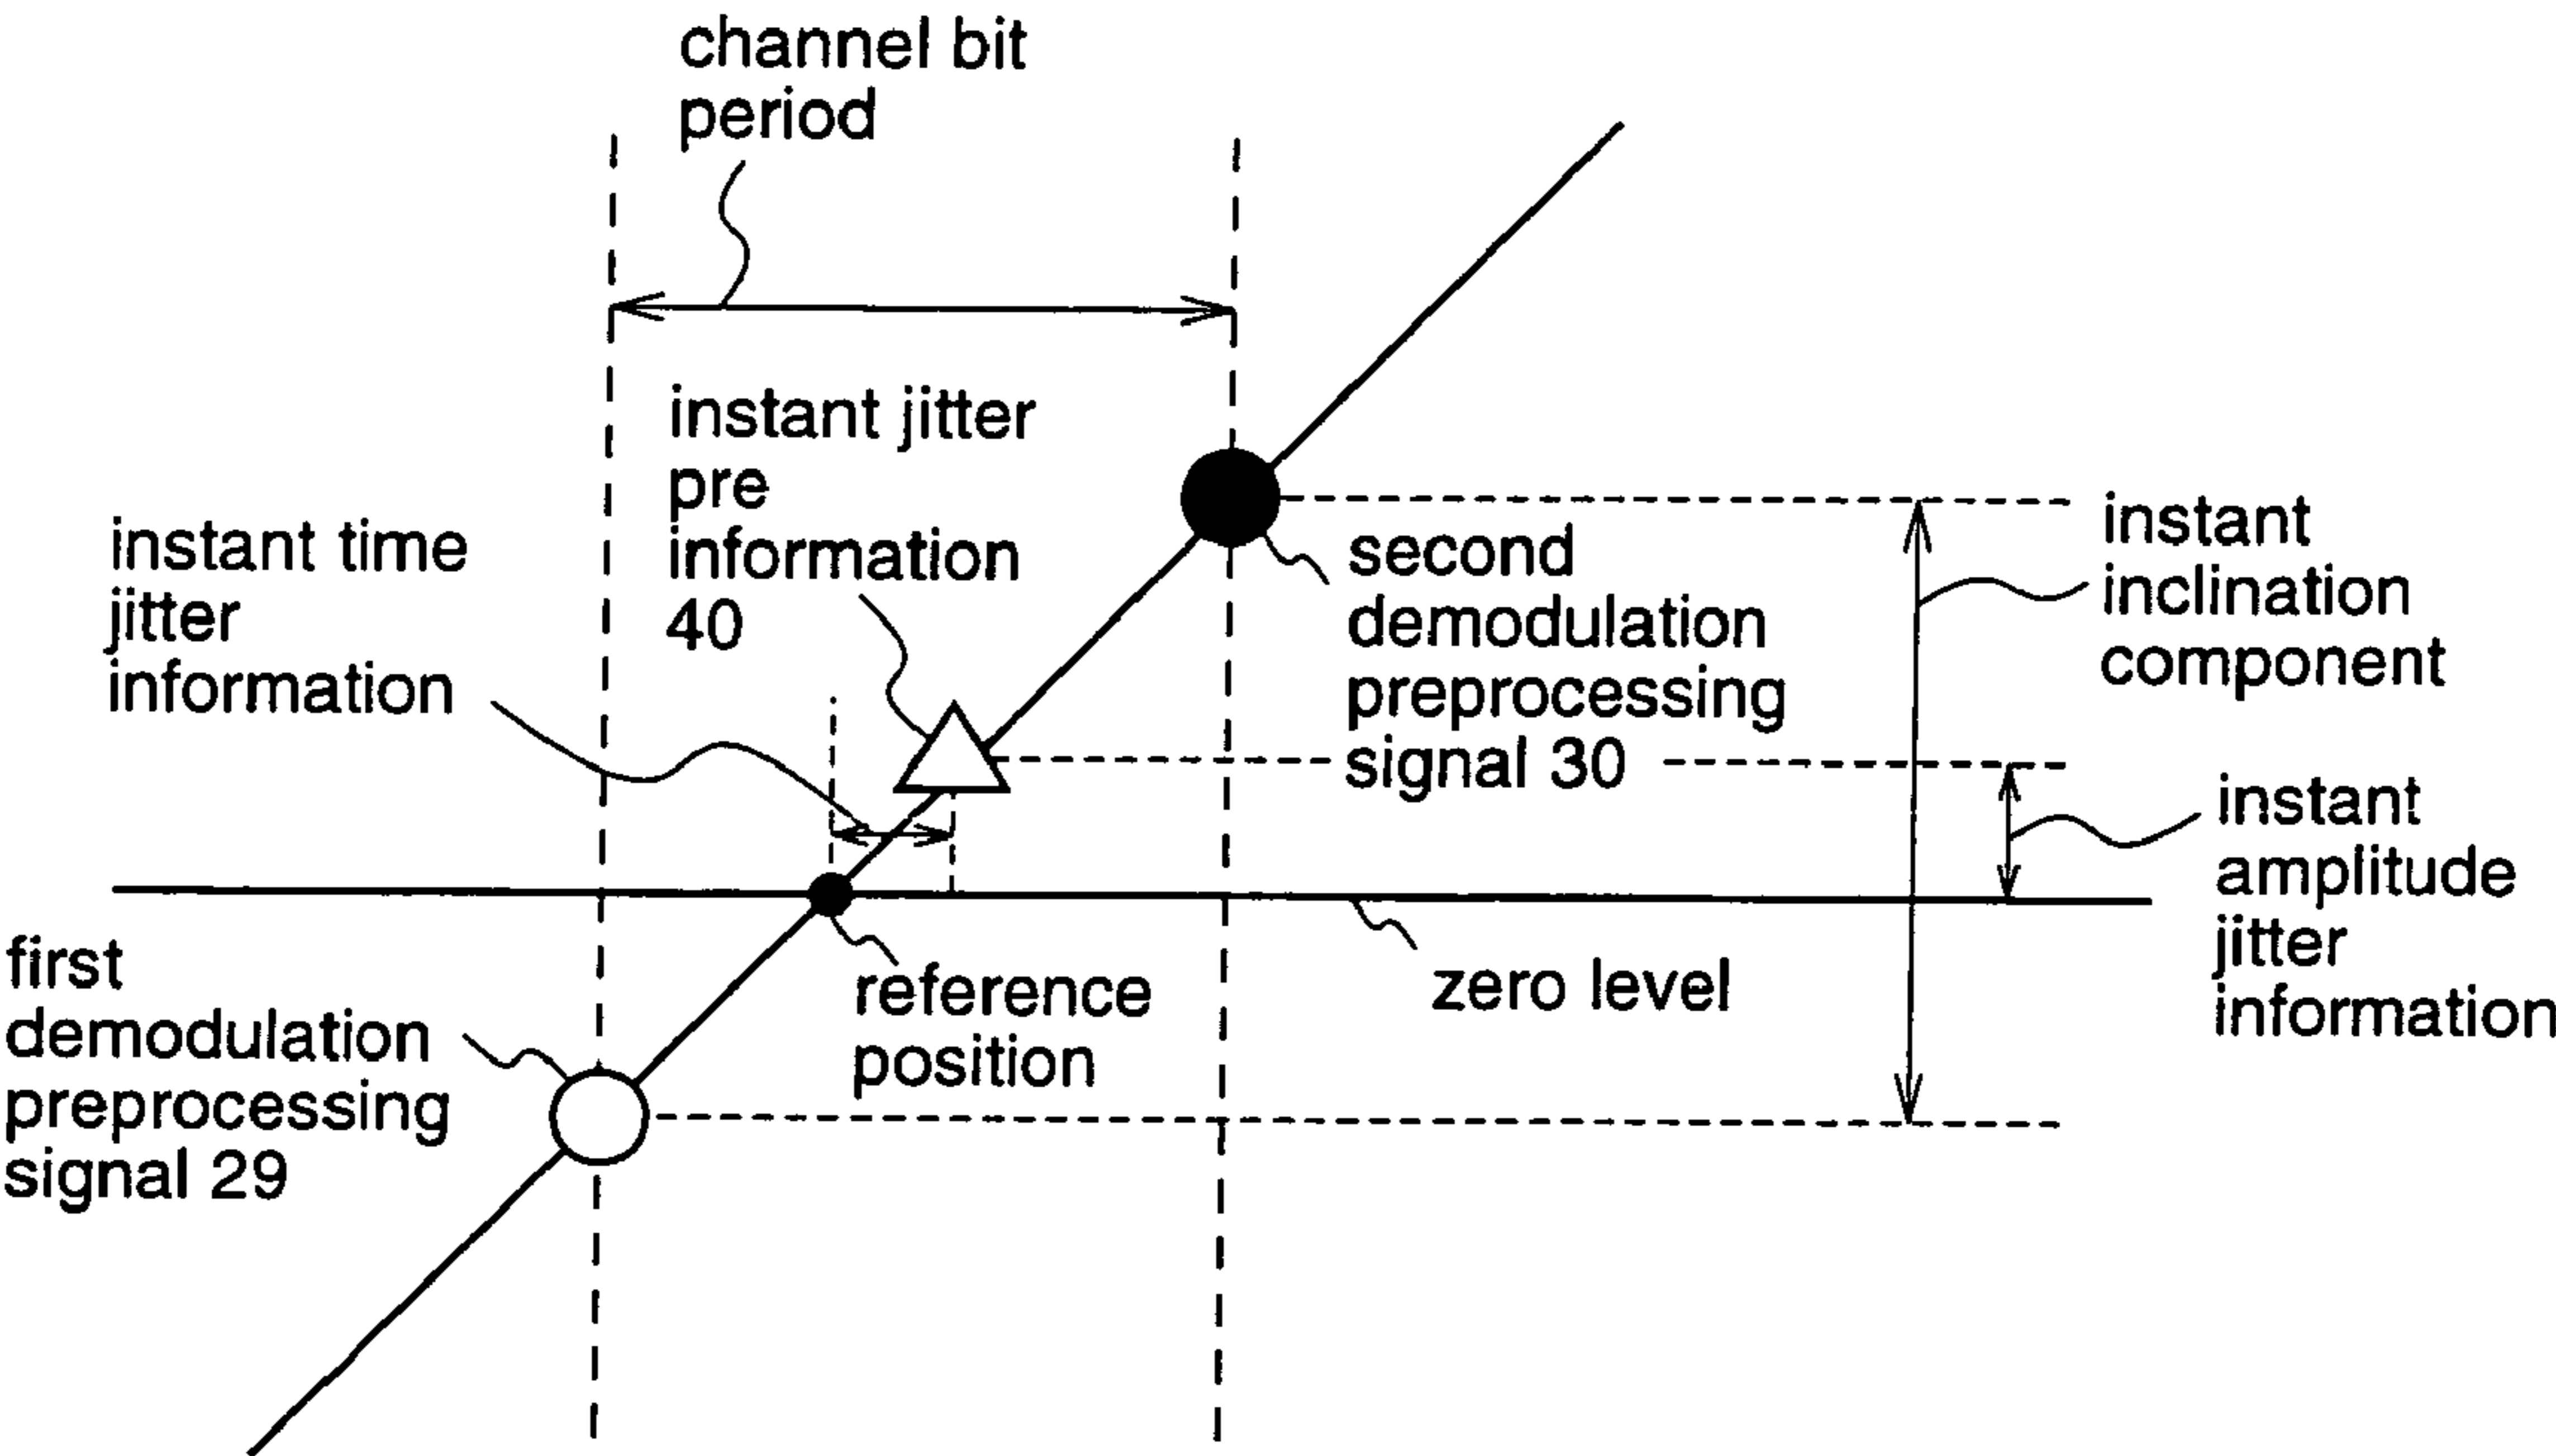 channel bit
period
instant jitter
pre
information
40
instant time
jitter
information
second
demodulation
preprocessing
signal 30
instant
inclination
component
instant
amplitude
jitter
information
first
demodulation
preprocessing
signal 29
reference
position
zero level